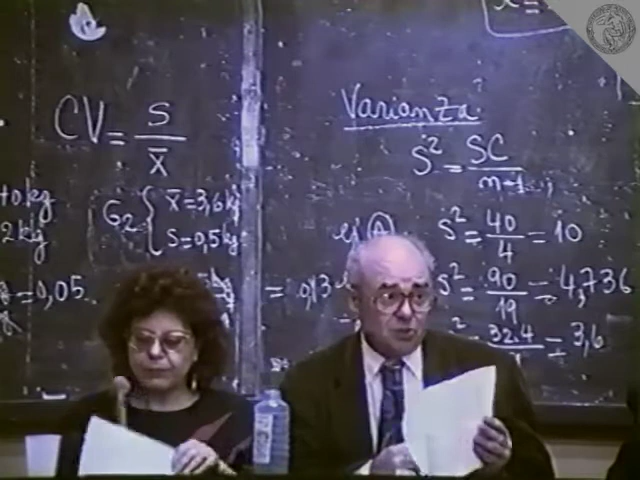 CV = S / x̄
40 kg
2 kg
G2 { x̄ = 3,6 kg
S = 0,5 kg
= 0,05
= 0,13
Varianza
S² = SC / n-1
S² = 40 / 4 = 10
S² = 90 / 19 = 4,736
32.4
= 3,6